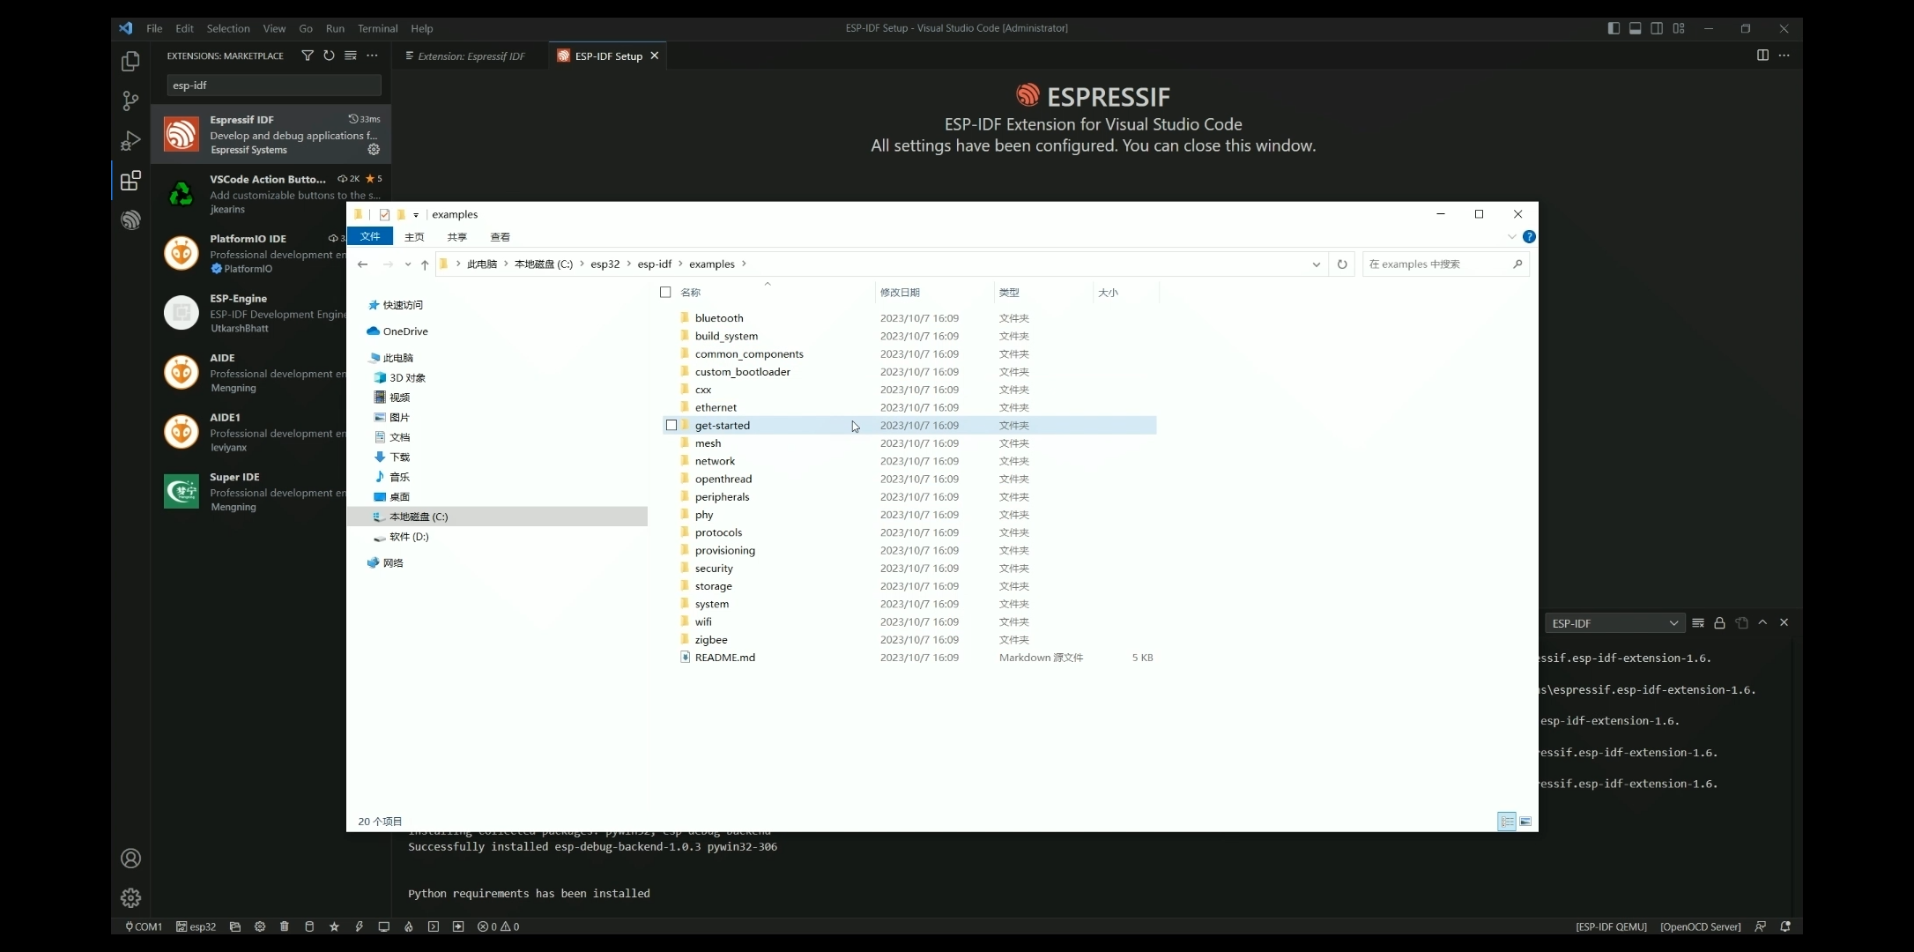 File Edit Selection View Go Run Terminal Help
ESP-IDF Setup - Visual Studio Code [Administrator]
EXTENSIONS: MARKETPLACE
Extension: Espressif IDF
ESP-IDF Setup
esp-idf
Espressif IDF 33ms
Develop and debug applications f...
Espressif Systems
VSCode Action Butto... 2K 5
Add customizable buttons to the s...
jkearins
PlatformIO IDE 3
Professional development en
PlatformIO
ESP-Engine
ESP-IDF Development Engine
UtkarshBhatt
AIDE
Professional development en
Mengning
AIDE1
Professional development en
leviyanx
Super IDE
Professional development en
Mengning
ESPRESSIF
ESP-IDF Extension for Visual Studio Code
All settings have been configured. You can close this window.
examples
文件 主页 共享 查看
此电脑 本地磁盘 (C:) esp32 esp-idf examples
在 examples 中搜索
快速访问
OneDrive
此电脑
3D 对象
视频
图片
文档
下载
音乐
桌面
本地磁盘 (C:)
软件 (D:)
网络
名称 修改日期 类型 大小
bluetooth 2023/10/7 16:09 文件夹
build_system 2023/10/7 16:09 文件夹
common_components 2023/10/7 16:09 文件夹
custom_bootloader 2023/10/7 16:09 文件夹
cxx 2023/10/7 16:09 文件夹
ethernet 2023/10/7 16:09 文件夹
get-started 2023/10/7 16:09 文件夹
mesh 2023/10/7 16:09 文件夹
network 2023/10/7 16:09 文件夹
openthread 2023/10/7 16:09 文件夹
peripherals 2023/10/7 16:09 文件夹
phy 2023/10/7 16:09 文件夹
protocols 2023/10/7 16:09 文件夹
provisioning 2023/10/7 16:09 文件夹
security 2023/10/7 16:09 文件夹
storage 2023/10/7 16:09 文件夹
system 2023/10/7 16:09 文件夹
wifi 2023/10/7 16:09 文件夹
zigbee 2023/10/7 16:09 文件夹
README.md 2023/10/7 16:09 Markdown 源文件 5 KB
20 个项目
ESP-IDF
ssif.esp-idf-extension-1.6.
s\espressif.esp-idf-extension-1.6.
esp-idf-extension-1.6.
essif.esp-idf-extension-1.6.
essif.esp-idf-extension-1.6.
Installing collected packages: pywin32, esp-debug-backend
Successfully installed esp-debug-backend-1.0.3 pywin32-306
Python requirements has been installed
COM1 esp32 0 0
[ESP-IDF QEMU] [OpenOCD Server]